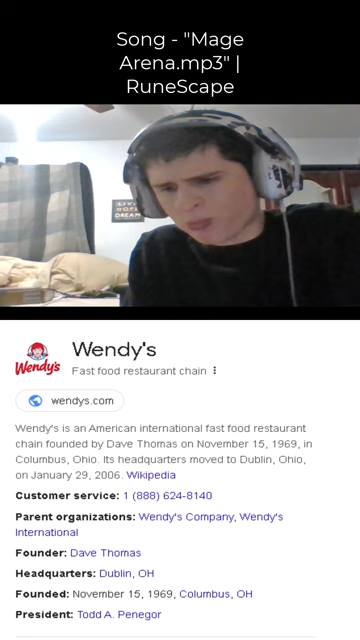 Song - "Mage
Arena.mp3" |
RuneScape
LIVE
HOPE
DREAM
Wendy's
Wendy's
Fast food restaurant chain
wendys.com
Wendy's is an American international fast food restaurant
chain founded by Dave Thomas on November 15, 1969, in
Columbus, Ohio. Its headquarters moved to Dublin, Ohio,
on January 29, 2006. Wikipedia
Customer service: 1 (888) 624-8140
Parent organizations: Wendy's Company, Wendy's
International
Founder: Dave Thomas
Headquarters: Dublin, OH
Founded: November 15, 1969, Columbus, OH
President: Todd A. Penegor